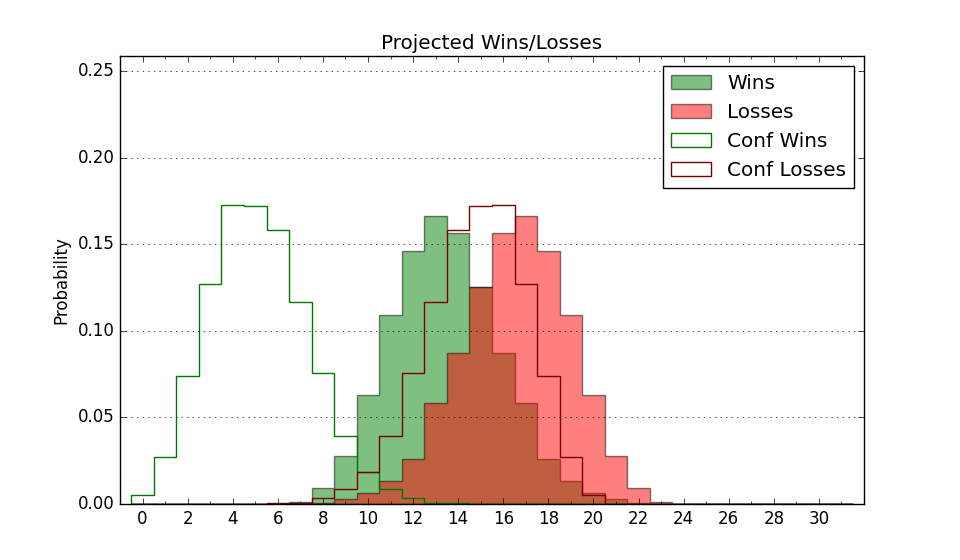 Projected Wins/Losses
Wins
Losses
Conf Wins
Conf Losses
Probability
0.25
0.20
0.15
0.10
0.05
0.00
0 2 4 6 8 10 12 14 16 18 20 22 24 26 28 30